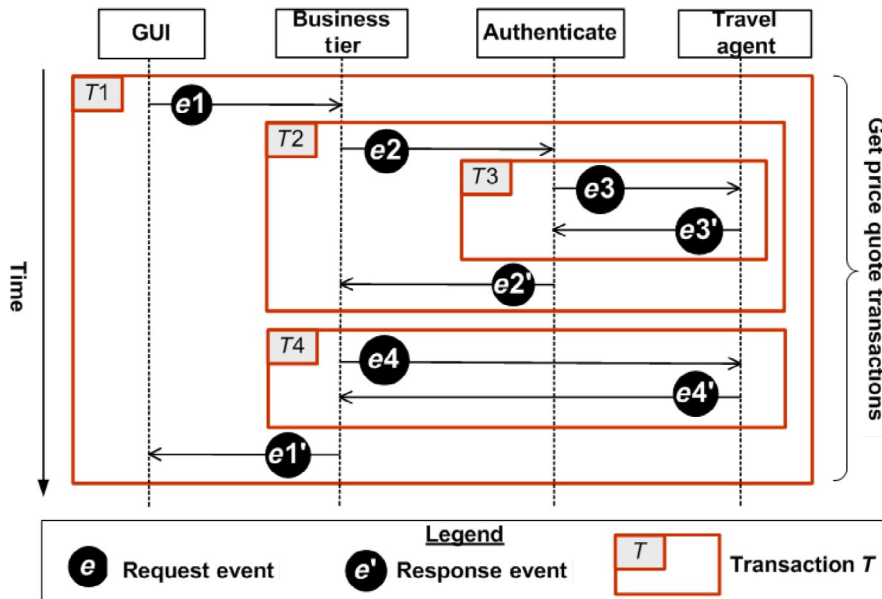 GUI
Business
tier
Authenticate
Travel
agent
T1
e1
T2
e2
T3
e3
e3'
e2'
T4
e4
e4'
e1'
Time
Get price quote transactions
Legend
e Request event
e' Response event
T Transaction T